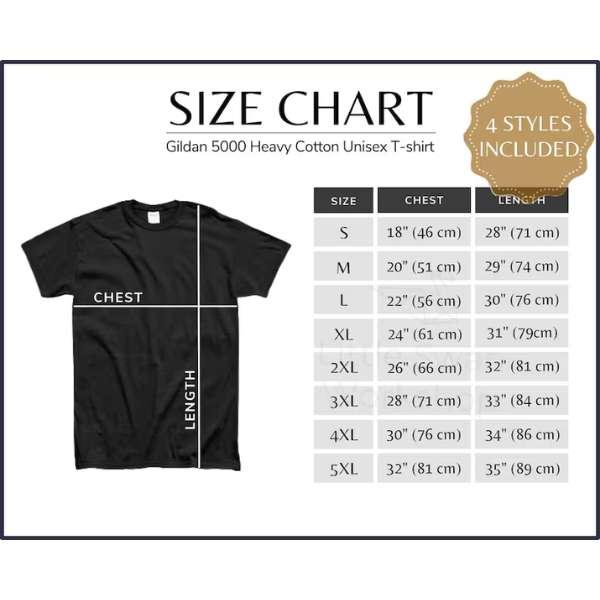 SIZE CHART
Gildan 5000 Heavy Cotton Unisex T-shirt
4 STYLES
INCLUDED
CHEST
LENGTH
SIZE CHEST LENGTH
S 18" (46 cm) 28" (71 cm)
M 20" (51 cm) 29" (74 cm)
L 22" (56 cm) 30" (76 cm)
XL 24" (61 cm) 31" (79cm)
2XL 26" (66 cm) 32" (81 cm)
3XL 28" (71 cm) 33" (84 cm)
4XL 30" (76 cm) 34" (86 cm)
5XL 32" (81 cm) 35" (89 cm)
Little
Workshop